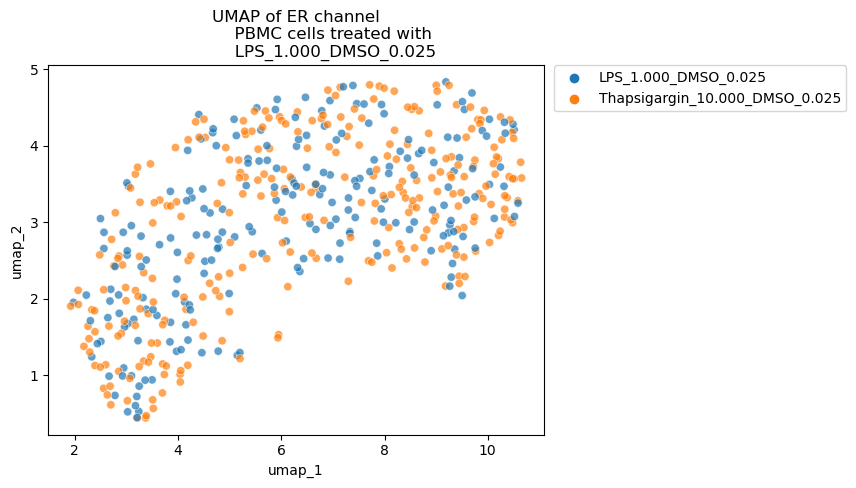 UMAP of ER channel
PBMC cells treated with
LPS_1.000_DMSO_0.025
LPS_1.000_DMSO_0.025
Thapsigargin_10.000_DMSO_0.025
5
4
3
2
1
umap_2
2 4 6 8 10
umap_1